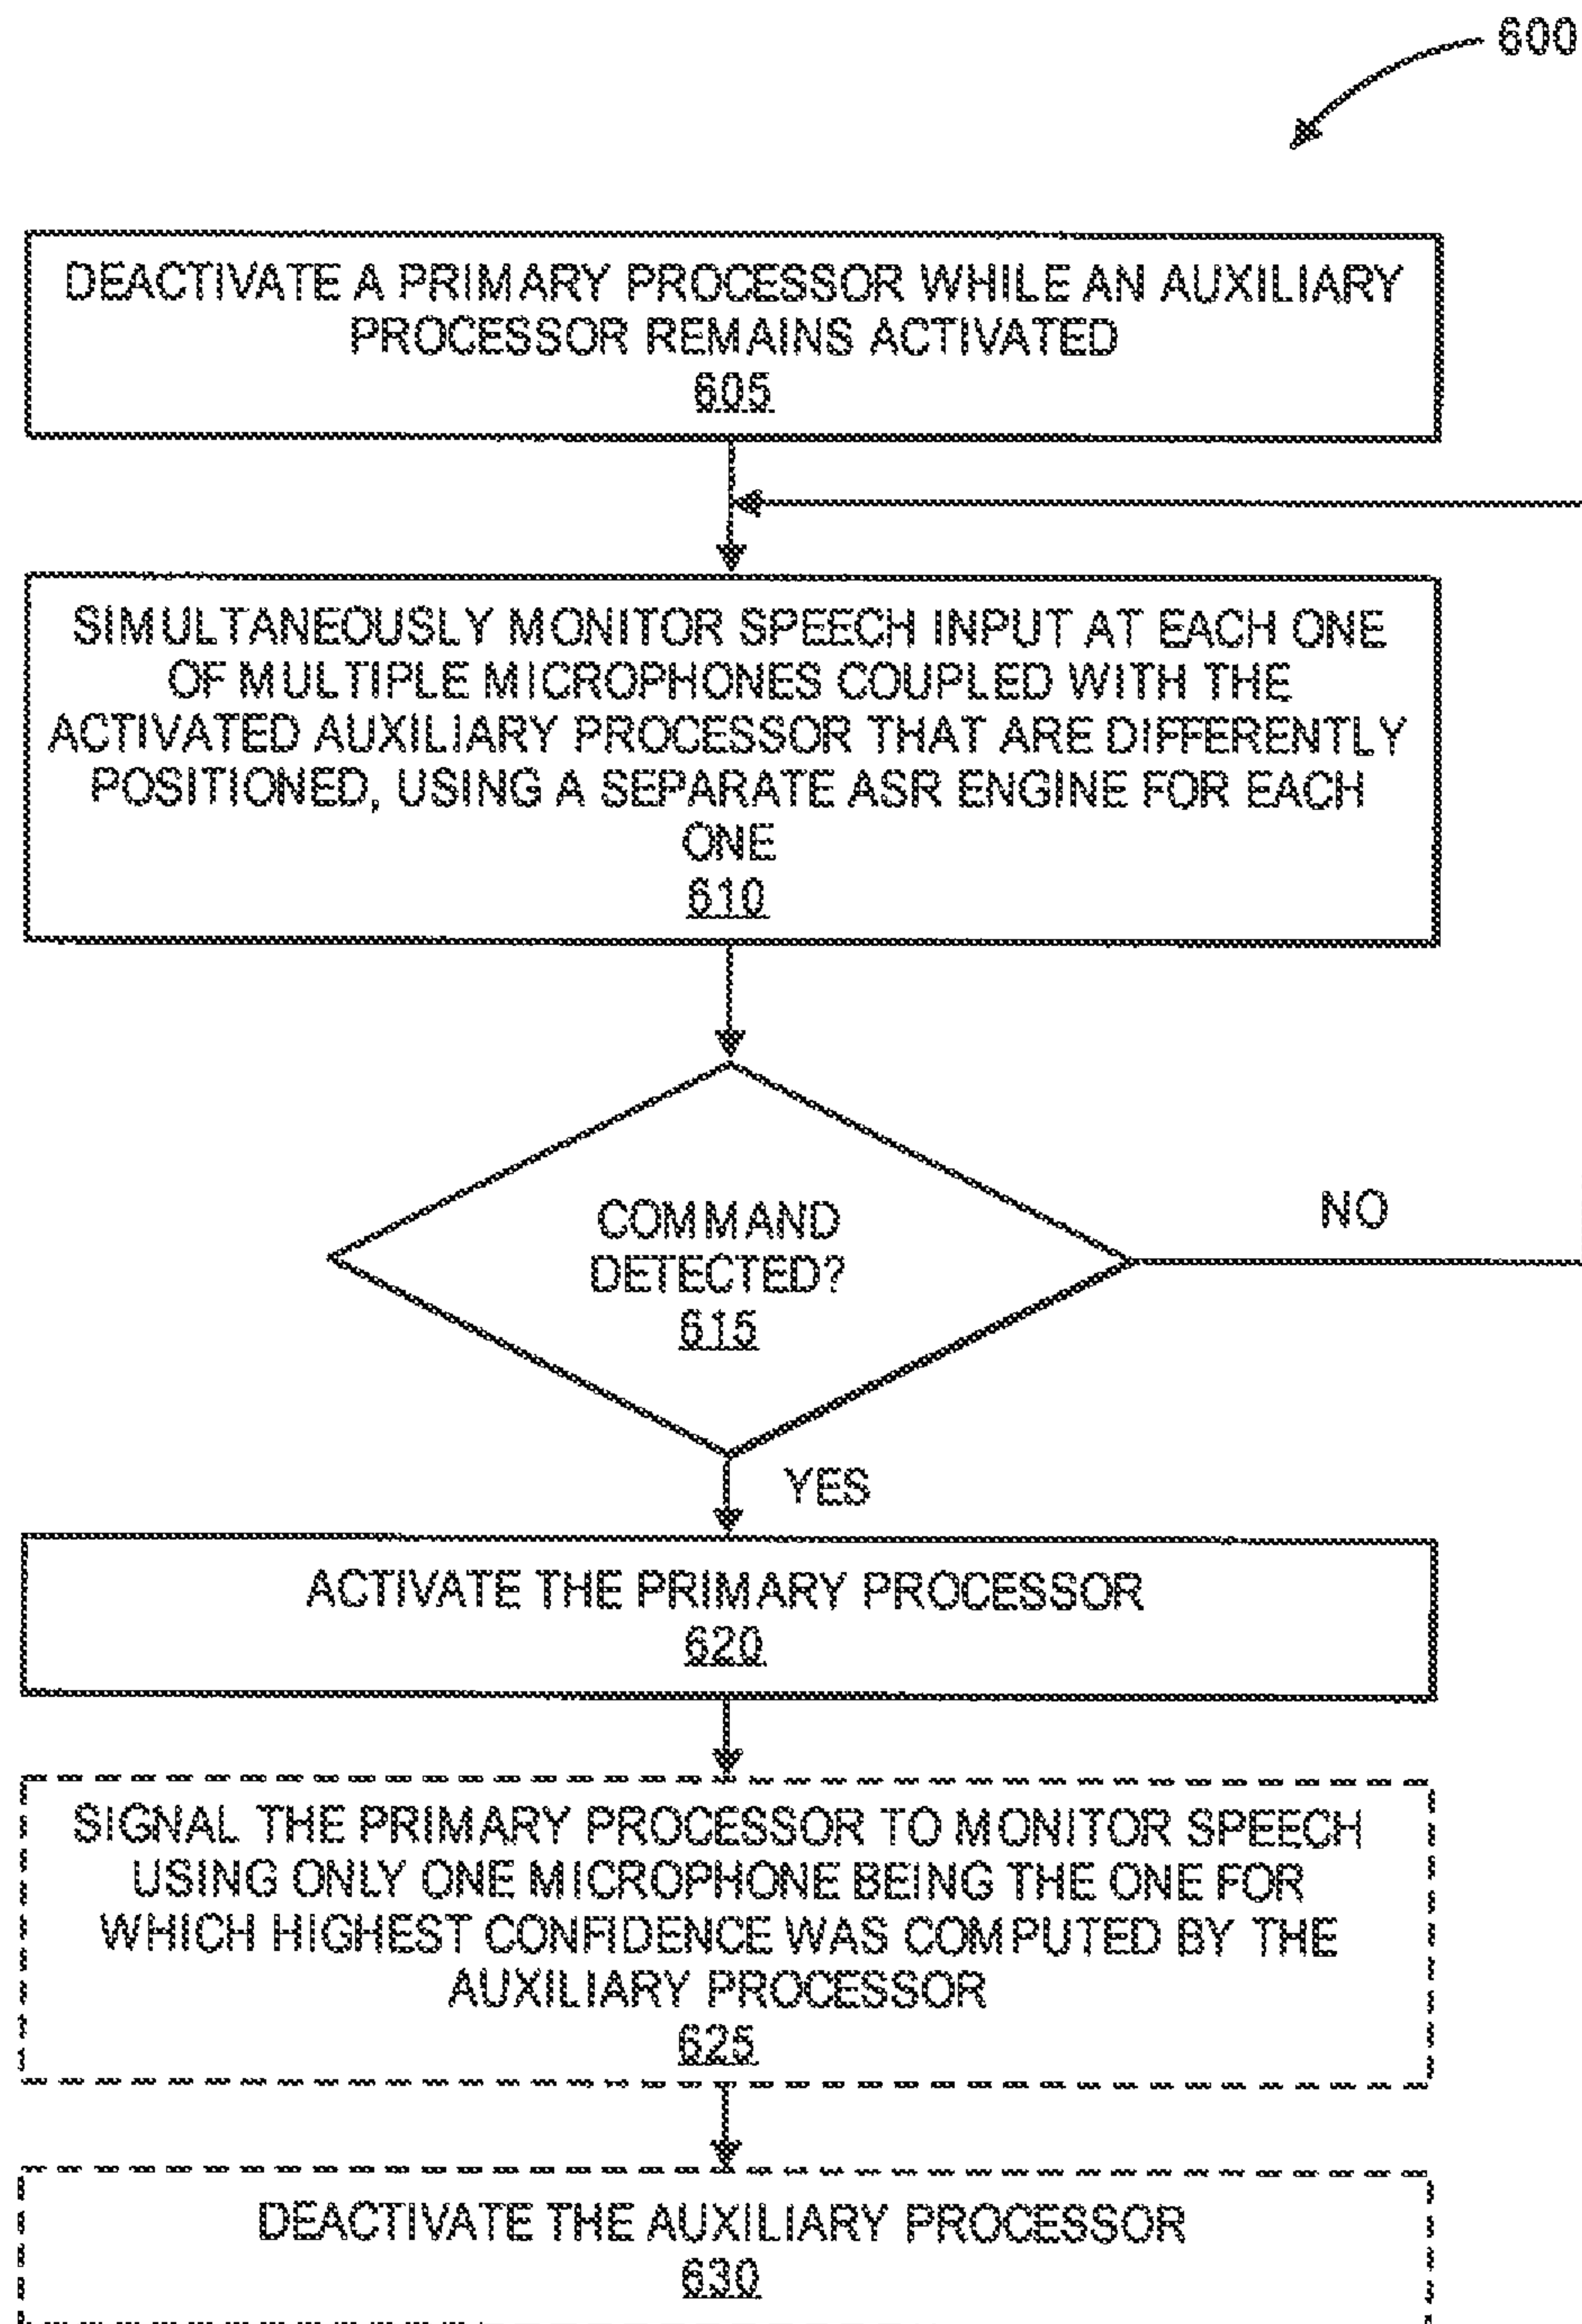 600
DEACTIVATE A PRIMARY PROCESSOR WHILE AN AUXILIARY
PROCESSOR REMAINS ACTIVATED
605
SIMULTANEOUSLY MONITOR SPEECH INPUT AT EACH ONE
OF MULTIPLE MICROPHONES COUPLED WITH THE
ACTIVATED AUXILIARY PROCESSOR THAT ARE DIFFERENTLY
POSITIONED, USING A SEPARATE ASR ENGINE FOR EACH
ONE
610
COMMAND
DETECTED?
615
NO
YES
ACTIVATE THE PRIMARY PROCESSOR
620
SIGNAL THE PRIMARY PROCESSOR TO MONITOR SPEECH
USING ONLY ONE MICROPHONE BEING THE ONE FOR
WHICH HIGHEST CONFIDENCE WAS COMPUTED BY THE
AUXILIARY PROCESSOR
625
DEACTIVATE THE AUXILIARY PROCESSOR
630